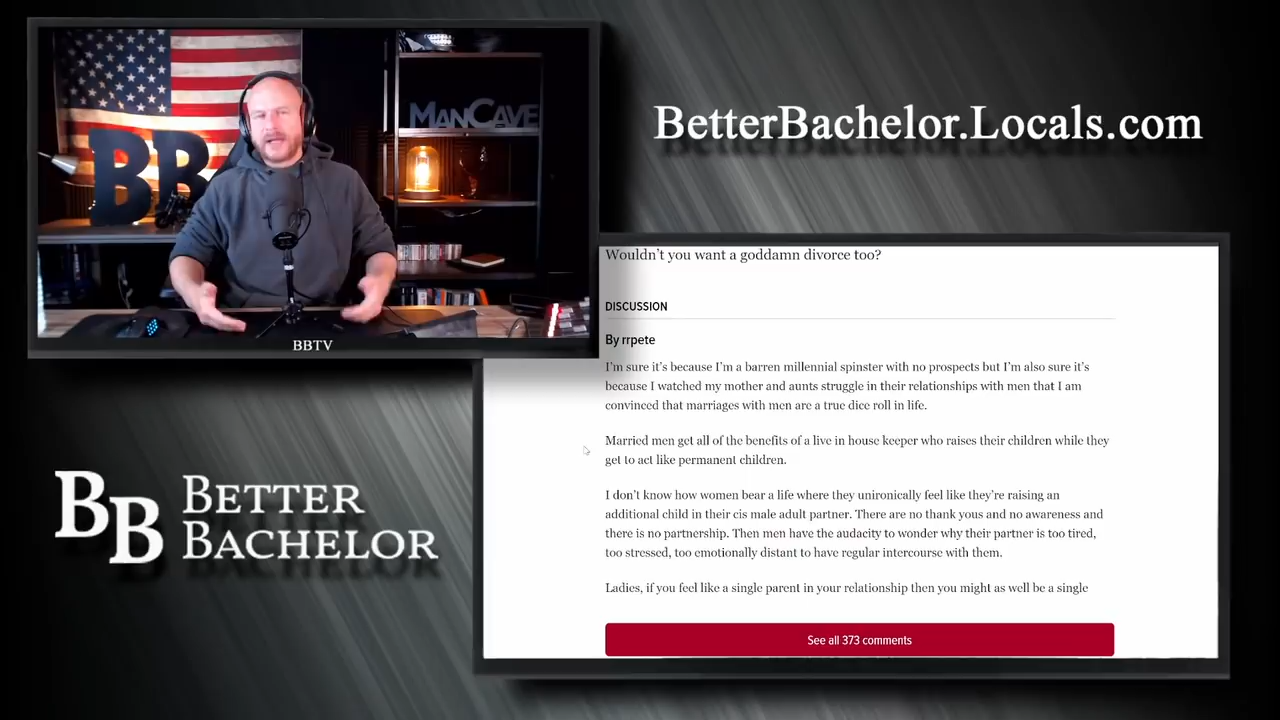 BB
MANCAVE
BBTV
BetterBachelor.Locals.com
BB
BETTER
BACHELOR
Wouldn't you want a goddamn divorce too?
DISCUSSION
By rrpete
I'm sure it's because I'm a barren millennial spinster with no prospects but I'm also sure it's
because I watched my mother and aunts struggle in their relationships with men that I am
convinced that marriages with men are a true dice roll in life.
Married men get all of the benefits of a live in house keeper who raises their children while they
get to act like permanent children.
I don't know how women bear a life where they unironically feel like they're raising an
additional child in their cis male adult partner. There are no thank yous and no awareness and
there is no partnership. Then men have the audacity to wonder why their partner is too tired,
too stressed, too emotionally distant to have regular intercourse with them.
Ladies, if you feel like a single parent in your relationship then you might as well be a single
See all 373 comments